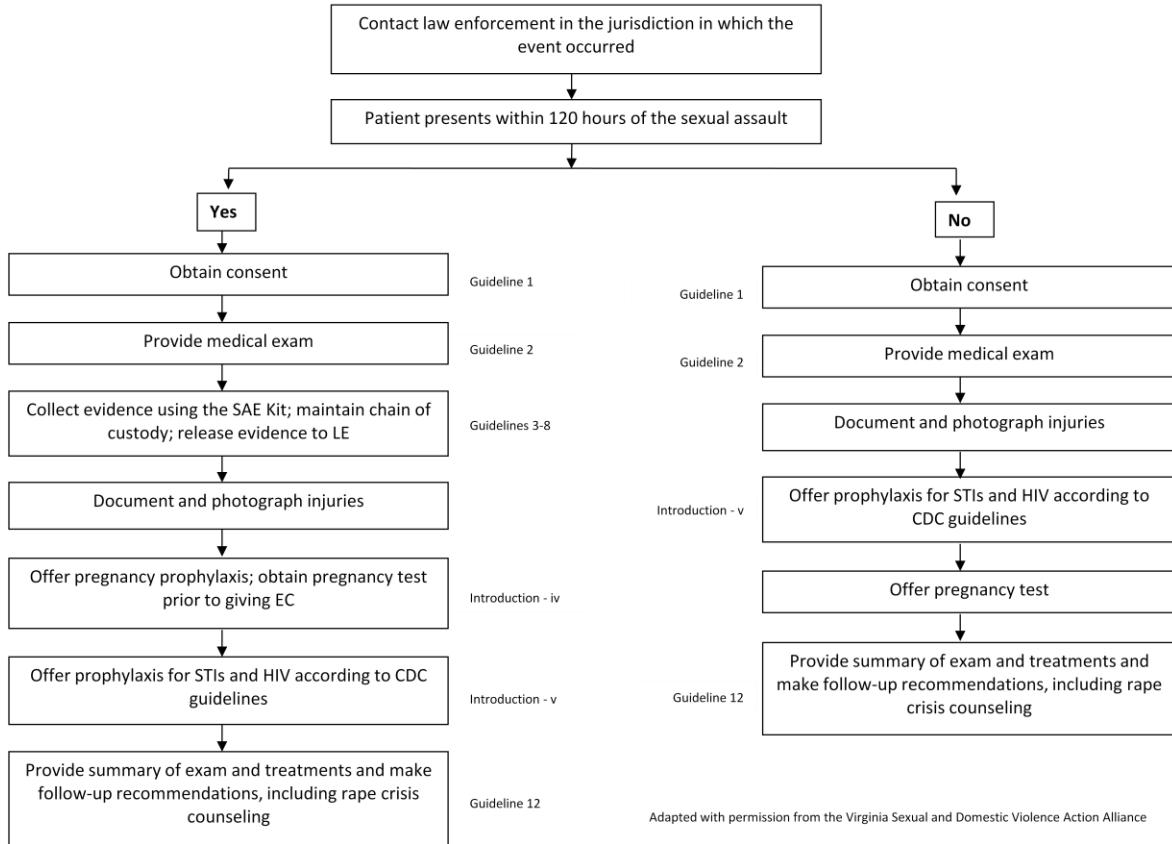 Contact law enforcement in the jurisdiction in which the
event occurred
Patient presents within 120 hours of the sexual assault
Yes
Obtain consent
Guideline 1
Provide medical exam
Guideline 2
Collect evidence using the SAE Kit; maintain chain of
custody; release evidence to LE
Guidelines 3-8
Document and photograph injuries
Offer pregnancy prophylaxis; obtain pregnancy test
prior to giving EC
Introduction - iv
Offer prophylaxis for STIs and HIV according to CDC
guidelines
Introduction - v
Provide summary of exam and treatments and make
follow-up recommendations, including rape crisis
counseling
Guideline 12
No
Guideline 1
Obtain consent
Guideline 2
Provide medical exam
Document and photograph injuries
Introduction - v
Offer prophylaxis for STIs and HIV according to
CDC guidelines
Offer pregnancy test
Guideline 12
Provide summary of exam and treatments and
make follow-up recommendations, including rape
crisis counseling
Adapted with permission from the Virginia Sexual and Domestic Violence Action Alliance